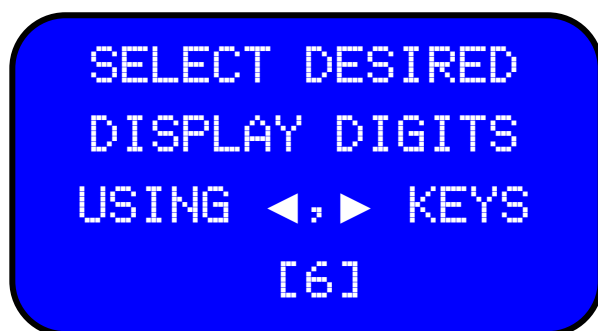 SELECT DESIRED
DISPLAY DIGITS
USING ◀,▶ KEYS
[6]